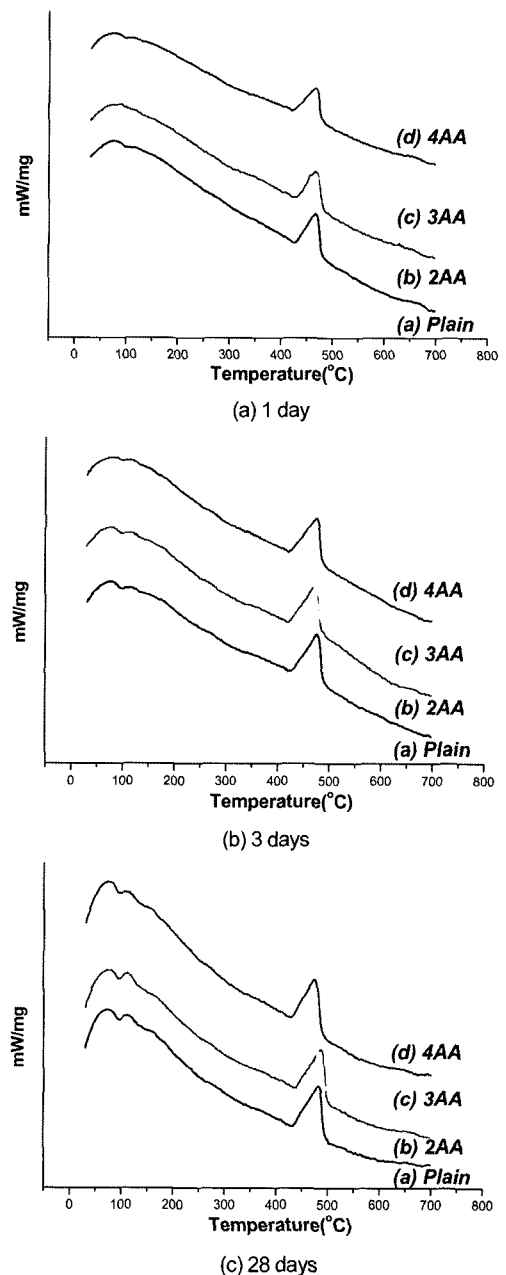 mW/mg
(d) 4AA
(c) 3AA
(b) 2AA
(a) Plain
0 100 200 300 400 500 600 700 800
Temperature(°C)
(a) 1 day
mW/mg
(d) 4AA
(c) 3AA
(b) 2AA
(a) Plain
0 100 200 300 400 500 600 700 800
Temperature(°C)
(b) 3 days
mW/mg
(d) 4AA
(c) 3AA
(b) 2AA
(a) Plain
0 100 200 300 400 500 600 700 800
Temperature(°C)
(c) 28 days